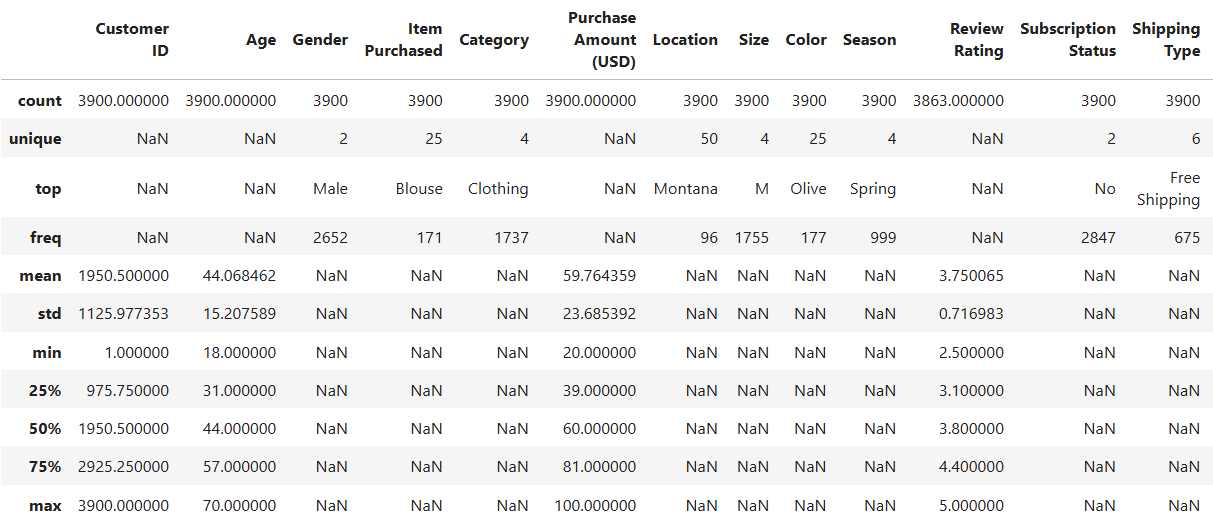 Customer ID Age Gender Item Purchased Category Purchase Amount (USD) Location Size Color Season Review Rating Subscription Status Shipping Type
count 3900.000000 3900.000000 3900 3900 3900 3900.000000 3900 3900 3900 3900 3863.000000 3900 3900
unique NaN NaN 2 25 4 NaN 50 4 25 4 NaN 2 6
top NaN NaN Male Blouse Clothing NaN Montana M Olive Spring NaN No Free Shipping
freq NaN NaN 2652 171 1737 NaN 96 1755 177 999 NaN 2847 675
mean 1950.500000 44.068462 NaN NaN NaN 59.764359 NaN NaN NaN NaN 3.750065 NaN NaN
std 1125.977353 15.207589 NaN NaN NaN 23.685392 NaN NaN NaN NaN 0.716983 NaN NaN
min 1.000000 18.000000 NaN NaN NaN 20.000000 NaN NaN NaN NaN 2.500000 NaN NaN
25% 975.750000 31.000000 NaN NaN NaN 39.000000 NaN NaN NaN NaN 3.100000 NaN NaN
50% 1950.500000 44.000000 NaN NaN NaN 60.000000 NaN NaN NaN NaN 3.800000 NaN NaN
75% 2925.250000 57.000000 NaN NaN NaN 81.000000 NaN NaN NaN NaN 4.400000 NaN NaN
max 3900.000000 70.000000 NaN NaN NaN 100.000000 NaN NaN NaN NaN 5.000000 NaN NaN